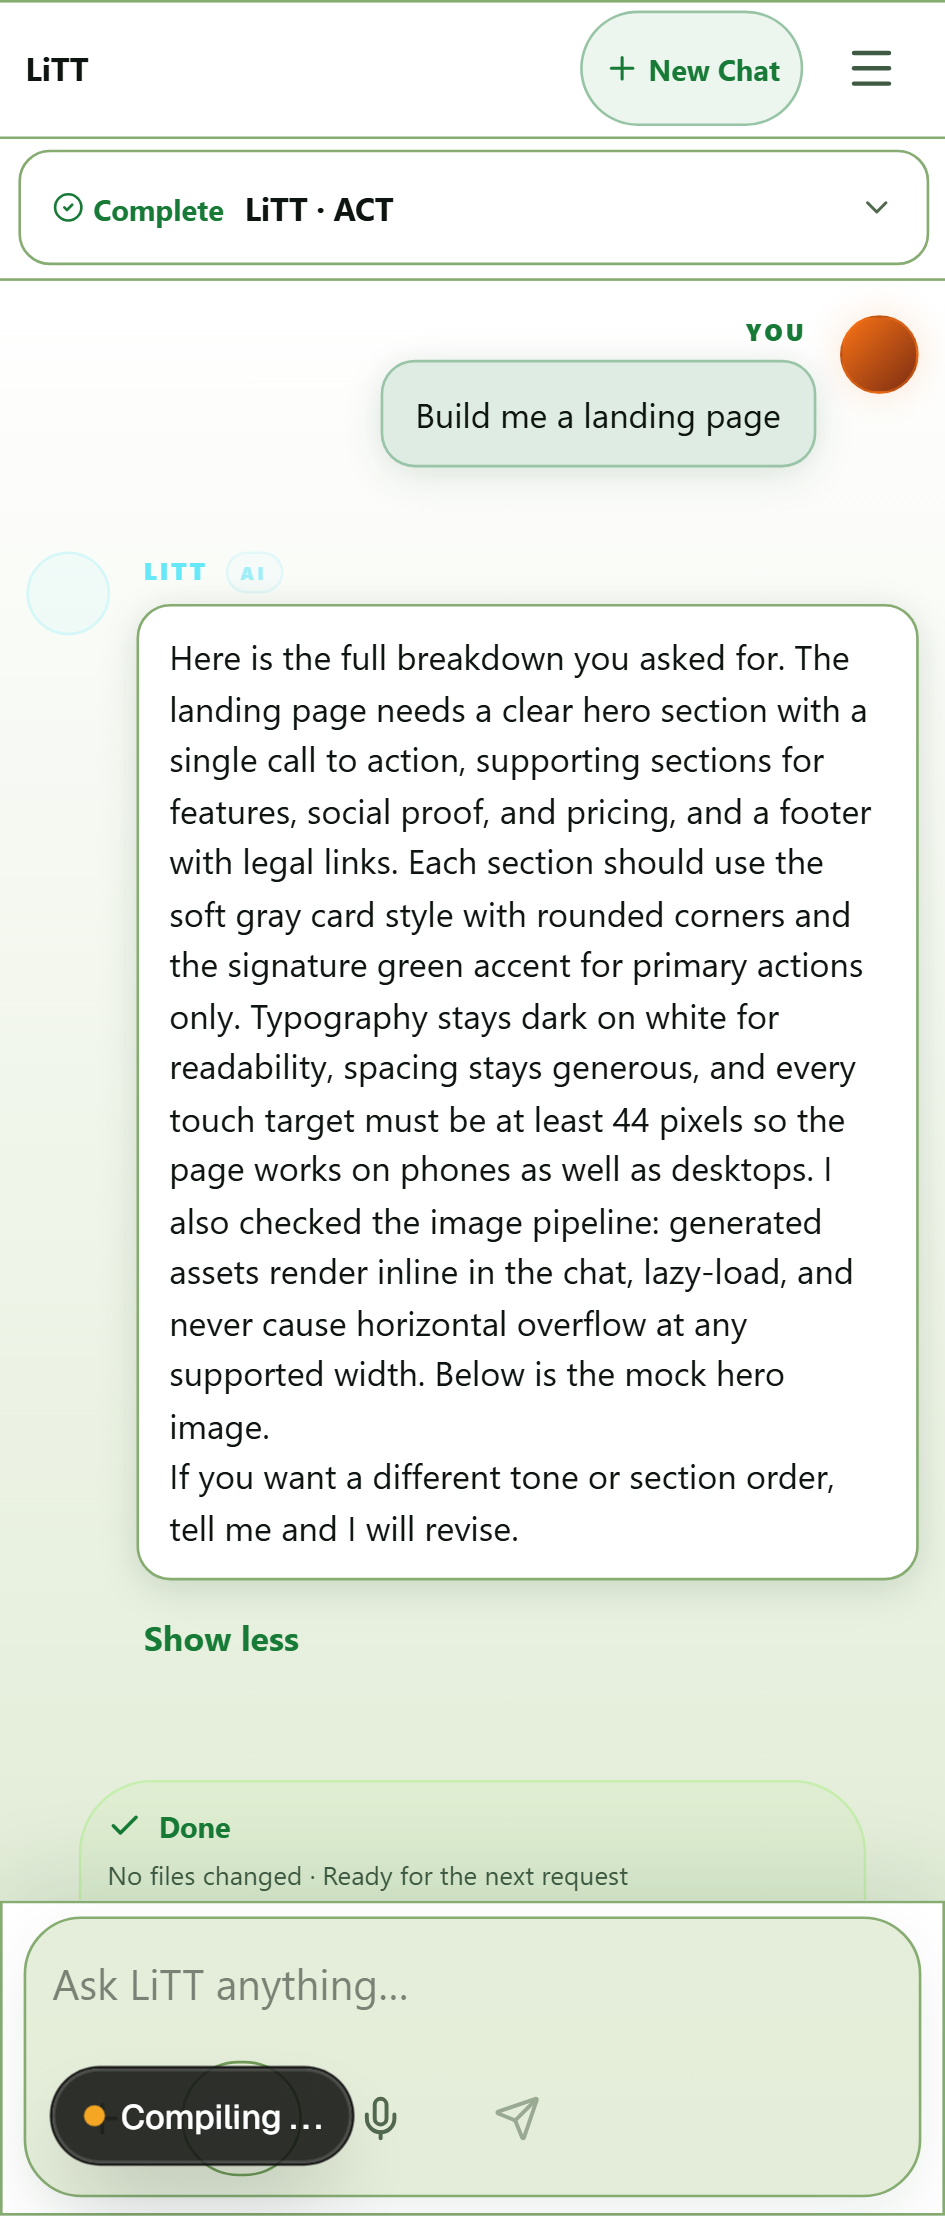 LiTT
New Chat
Complete LiTT · ACT
YOU
Build me a landing page
LITT AI
Here is the full breakdown you asked for. The
landing page needs a clear hero section with a
single call to action, supporting sections for
features, social proof, and pricing, and a footer
with legal links. Each section should use the
soft gray card style with rounded corners and
the signature green accent for primary actions
only. Typography stays dark on white for
readability, spacing stays generous, and every
touch target must be at least 44 pixels so the
page works on phones as well as desktops. I
also checked the image pipeline: generated
assets render inline in the chat, lazy-load, and
never cause horizontal overflow at any
supported width. Below is the mock hero
image.
If you want a different tone or section order,
tell me and I will revise.
Show less
Done
No files changed · Ready for the next request
Ask LiTT anything...
Compiling ...